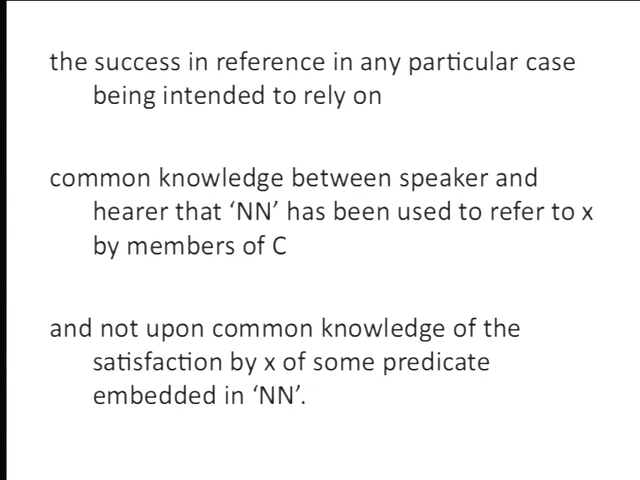 the success in reference in any particular case
being intended to rely on
common knowledge between speaker and
hearer that ‘NN’ has been used to refer to x
by members of C
and not upon common knowledge of the
satisfaction by x of some predicate
embedded in ‘NN’.